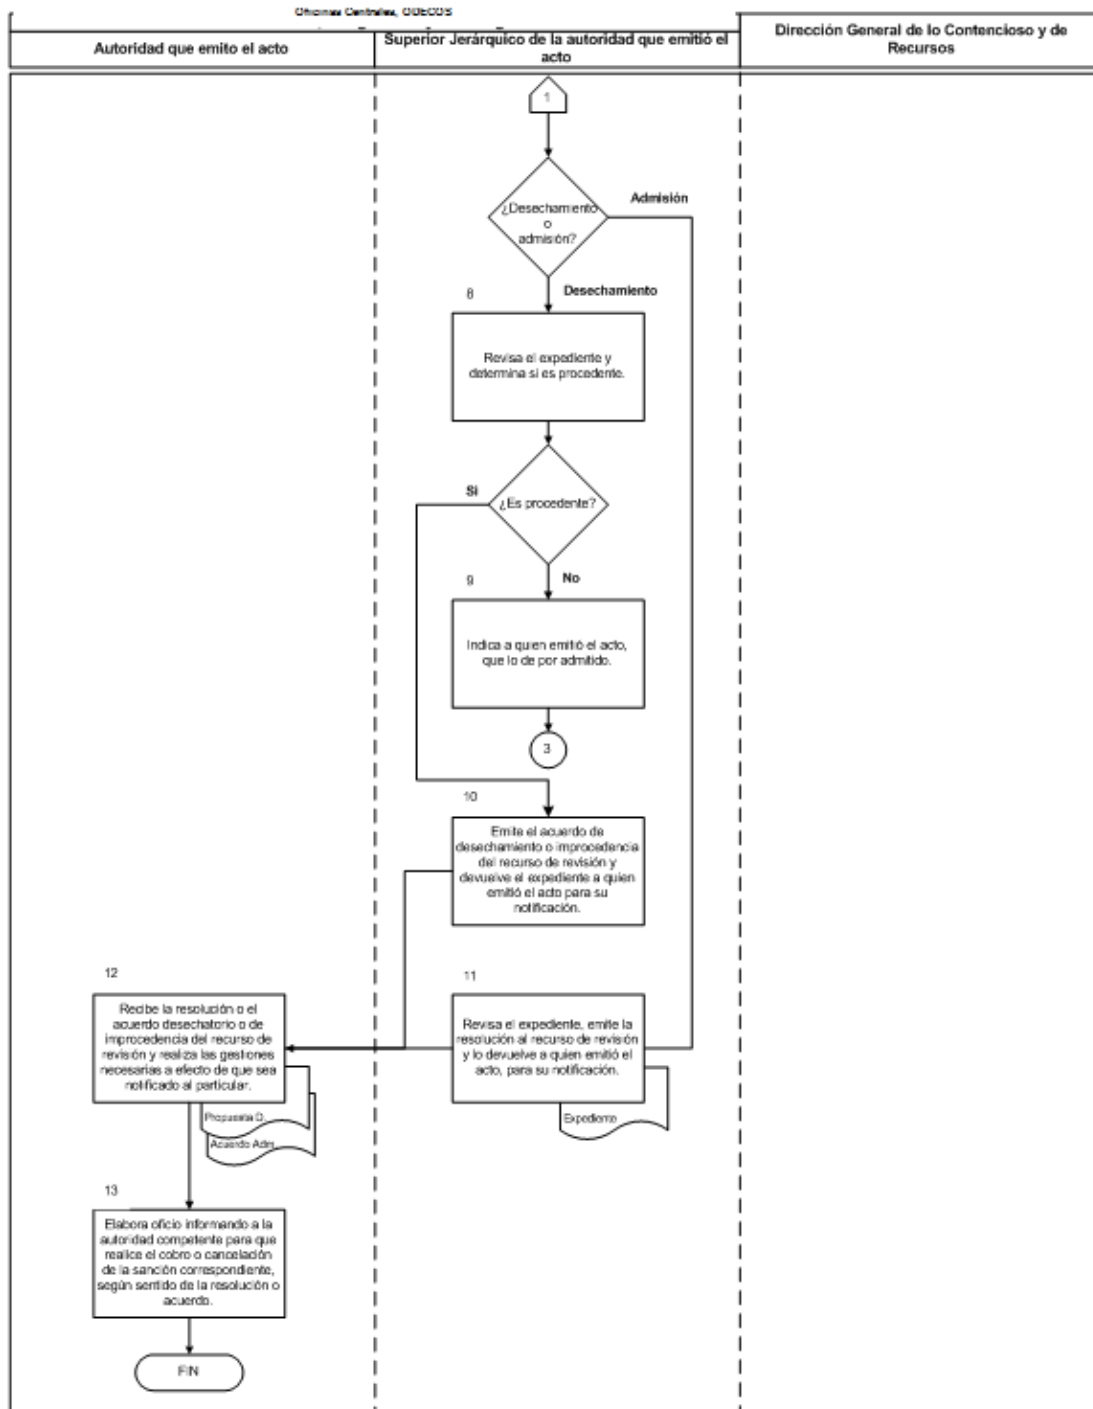 Oficinas Centrales, ODECOS
Autoridad que emito el acto
Superior Jerárquico de la autoridad que emitió el
acto
Dirección General de lo Contencioso y de
Recursos
1
¿Desechamiento
o
admisión?
Admisión
Desechamiento
8
Revisa el expediente y
determina si es procedente.
¿Es procedente?
Si
No
9
Indica a quien emitió el acto,
que lo de por admitido.
3
10
Emite el acuerdo de
desechamiento o improcedencia
del recurso de revisión y
devuelve el expediente a quien
emitió el acto para su
notificación.
12
Recibe la resolución o el
acuerdo desechatorio o de
improcedencia del recurso de
revisión y realiza las gestiones
necesarias a efecto de que sea
notificado al particular.
Propuesta D.
Acuerdo Adm.
11
Revisa el expediente, emite la
resolución al recurso de revisión
y lo devuelve a quien emitió el
acto, para su notificación.
Expediente
13
Elabora oficio informando a la
autoridad competente para que
realice el cobro o cancelación
de la sanción correspondiente,
según sentido de la resolución o
acuerdo.
FIN